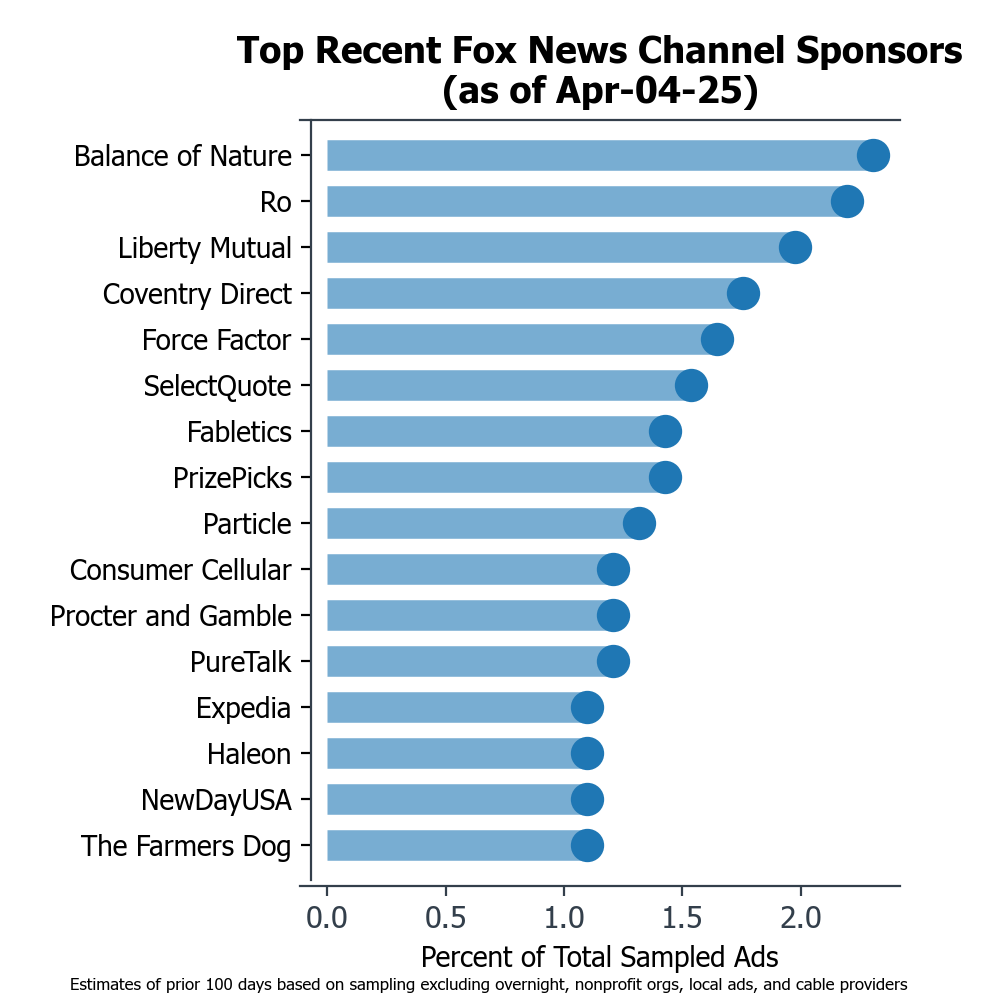 Top Recent Fox News Channel Sponsors
(as of Apr-04-25)
Balance of Nature
Ro
Liberty Mutual
Coventry Direct
Force Factor
SelectQuote
Fabletics
PrizePicks
Particle
Consumer Cellular
Procter and Gamble
PureTalk
Expedia
Haleon
NewDayUSA
The Farmers Dog
0.0 0.5 1.0 1.5 2.0
Percent of Total Sampled Ads
Estimates of prior 100 days based on sampling excluding overnight, nonprofit orgs, local ads, and cable providers